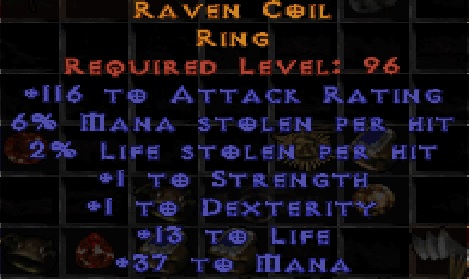 RAVEN COIL
RING
REQUIRED LEVEL: 96
+116 TO ATTACK RATING
6% MANA STOLEN PER HIT
2% LIFE STOLEN PER HIT
+1 TO STRENGTH
+1 TO DEXTERITY
+13 TO LIFE
+37 TO MANA